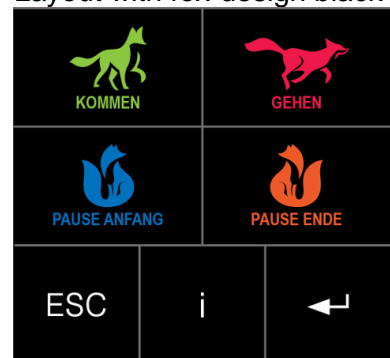 Layout with fox design black
KOMMEN
GEHEN
PAUSE ANFANG
PAUSE ENDE
ESC
i